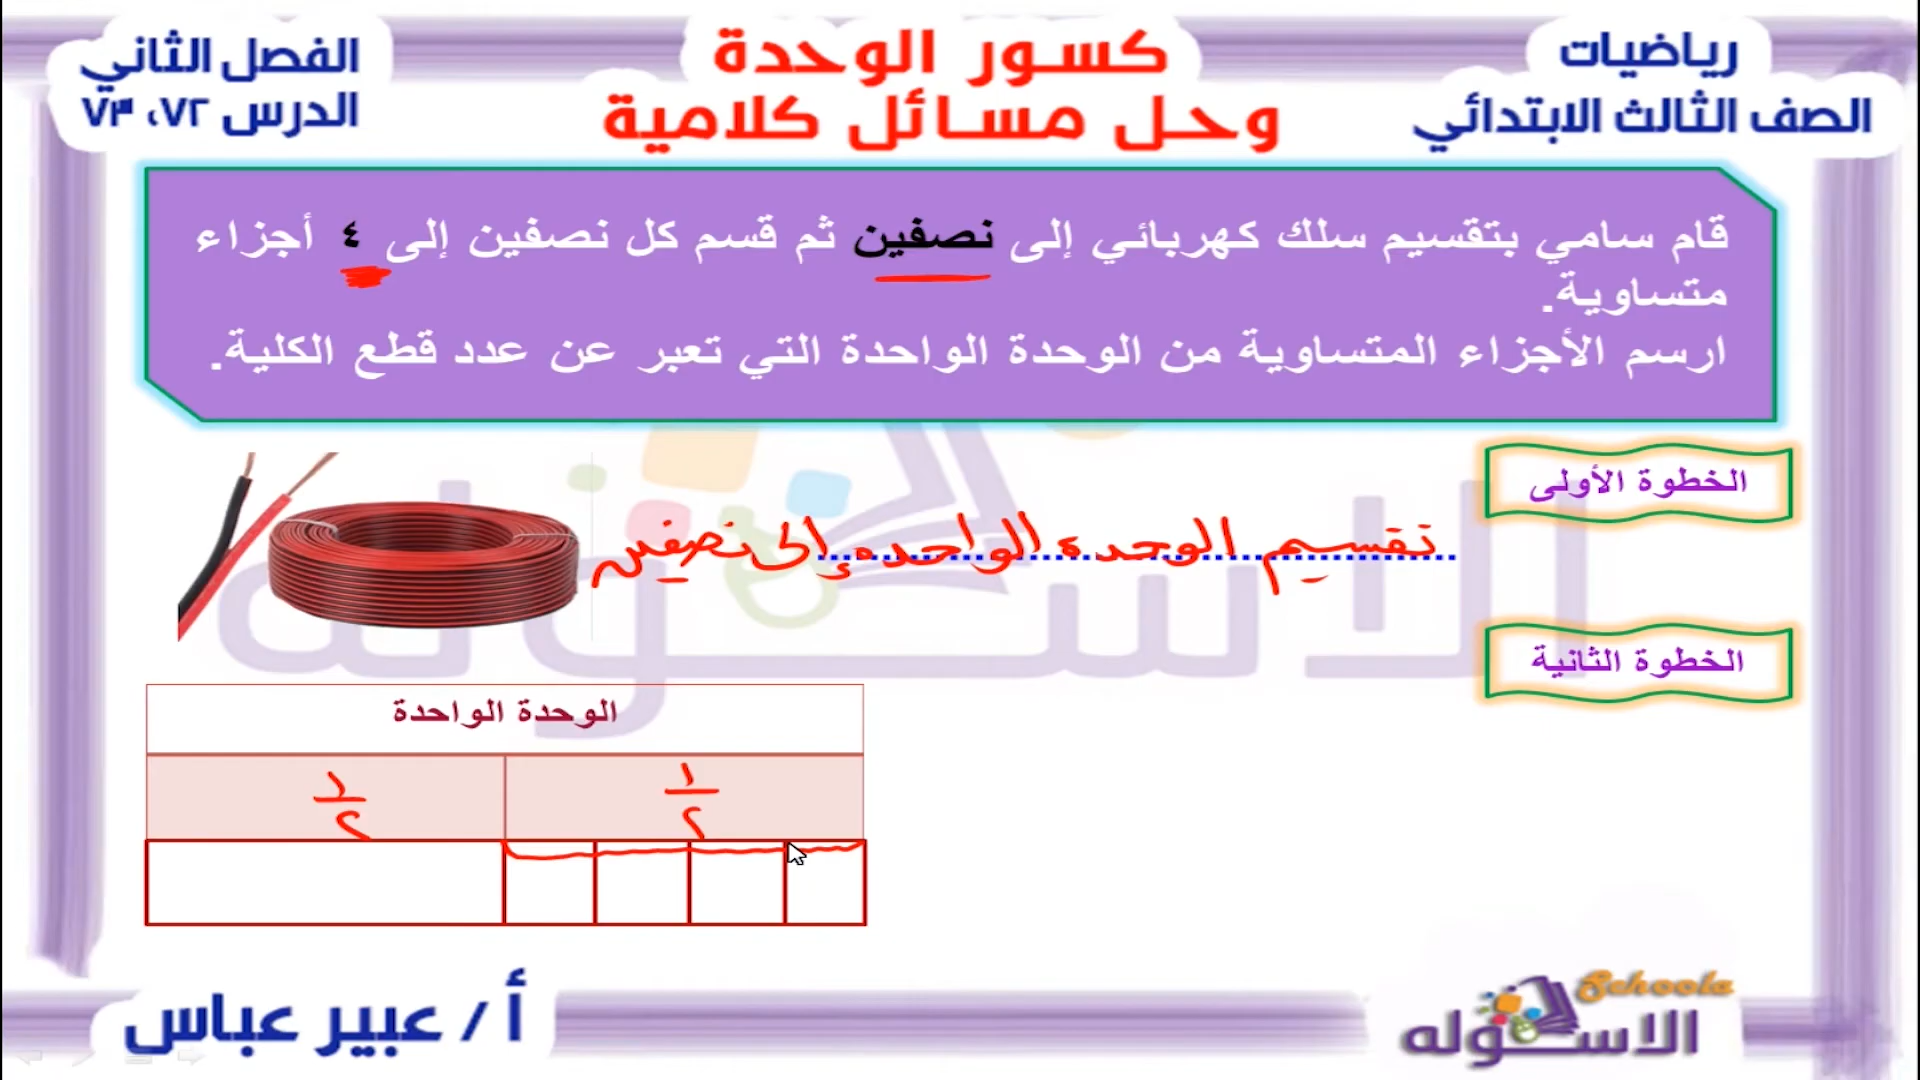 رياضيات
الصف الثالث الابتدائي
كسور الوحدة
وحل مسائل كلامية
الفصل الثاني
الدرس ٧٢، ٧٣
قام سامي بتقسيم سلك كهربائي إلى نصفين ثم قسم كل نصفين إلى ٤ أجزاء
متساوية.
ارسم الأجزاء المتساوية من الوحدة الواحدة التي تعبر عن عدد قطع الكلية.
الخطوة الأولى
تقسيم الوحدة الواحدة إلى نصفين
الخطوة الثانية
الوحدة الواحدة
١/٢ ١/٢
أ / عبير عباس
Schoola
الاسكوله